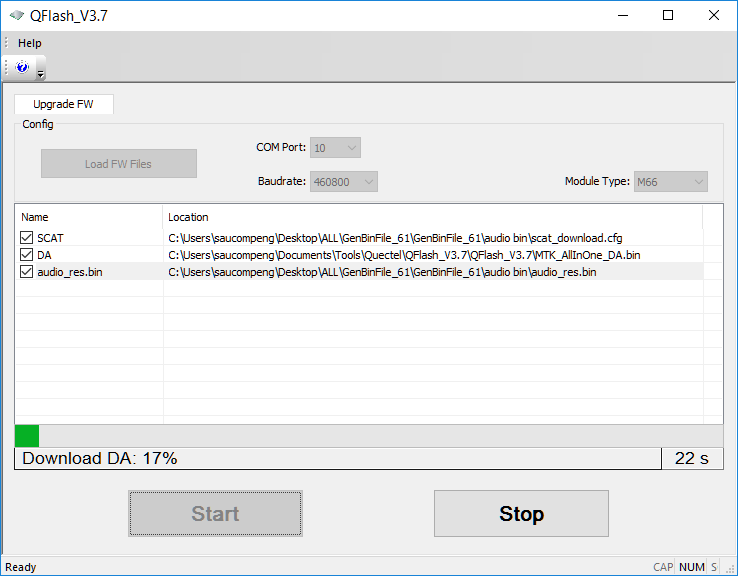 QFlash_V3.7
Help
Upgrade FW
Config
Load FW Files
COM Port: 10
Baudrate: 460800
Module Type: M66
Name Location
SCAT C:\Users\saucompeng\Desktop\ALL\GenBinFile_61\GenBinFile_61\audio bin\scat_download.cfg
DA C:\Users\saucompeng\Documents\Tools\Quectel\QFlash_V3.7\QFlash_V3.7\MTK_AllInOne_DA.bin
audio_res.bin C:\Users\saucompeng\Desktop\ALL\GenBinFile_61\GenBinFile_61\audio bin\audio_res.bin
Download DA: 17% 22 s
Start Stop
Ready CAP NUM S